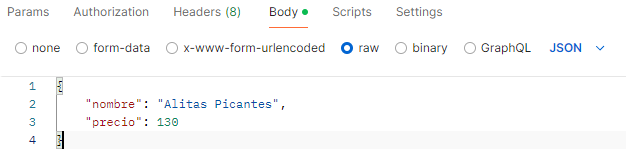 Params Authorization Headers (8) Body Scripts Settings
none form-data x-www-form-urlencoded raw binary GraphQL JSON
1 {
2 "nombre": "Alitas Picantes",
3 "precio": 130
4 }